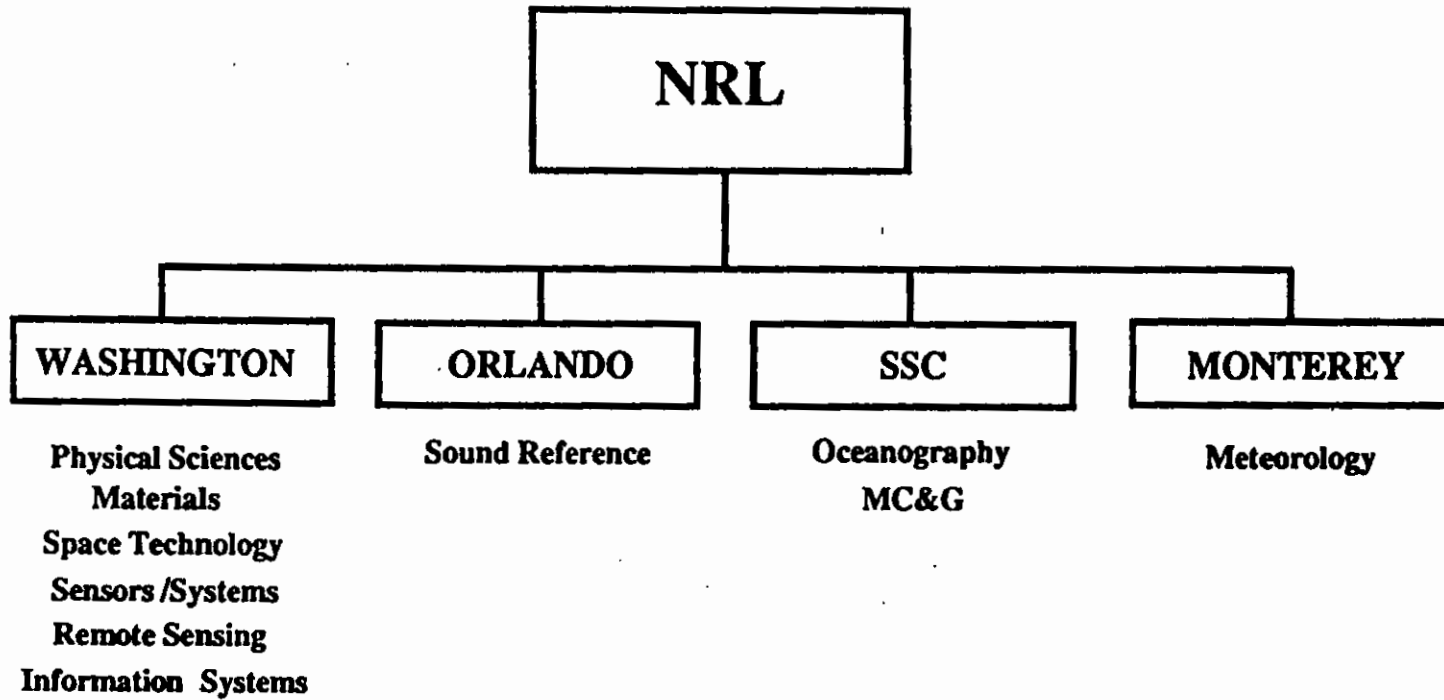 NRL
WASHINGTON
Physical Sciences
Materials
Space Technology
Sensors /Systems
Remote Sensing
Information Systems
ORLANDO
Sound Reference
SSC
Oceanography
MC&G
MONTEREY
Meteorology